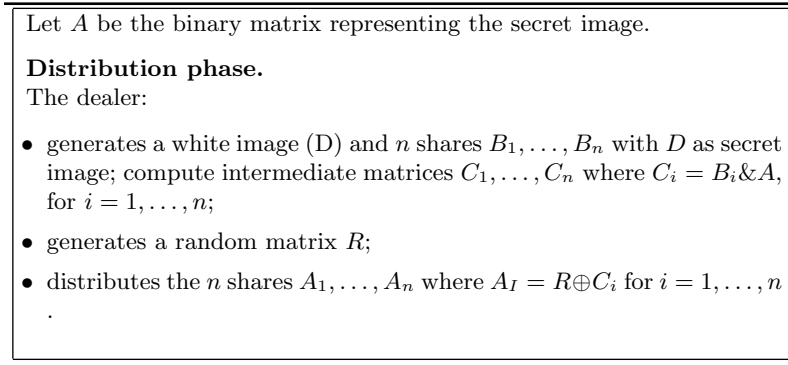 Let A be the binary matrix representing the secret image.
Distribution phase.
The dealer:
• generates a white image (D) and n shares B₁, . . . , Bₙ with D as secret
image; compute intermediate matrices C₁, . . . , Cₙ where Cᵢ = Bᵢ&A,
for i = 1, . . . , n;
• generates a random matrix R;
• distributes the n shares A₁, . . . , Aₙ where A_I = R⊕Cᵢ for i = 1, . . . , n
.